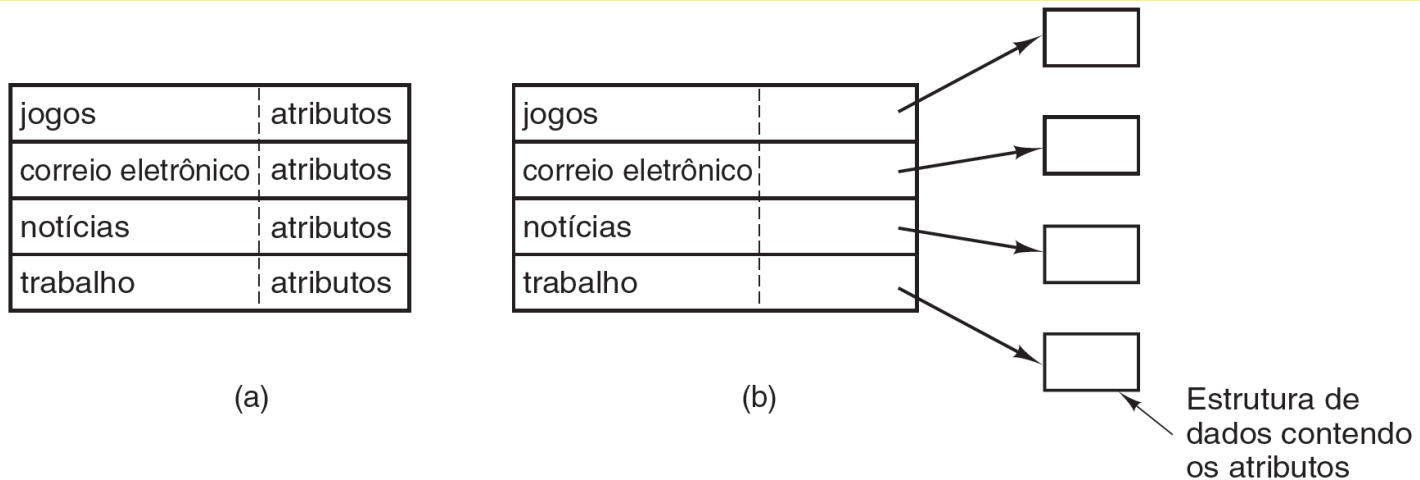 jogos atributos
correio eletrônico atributos
notícias atributos
trabalho atributos
(a)
jogos
correio eletrônico
notícias
trabalho
(b)
Estrutura de
dados contendo
os atributos